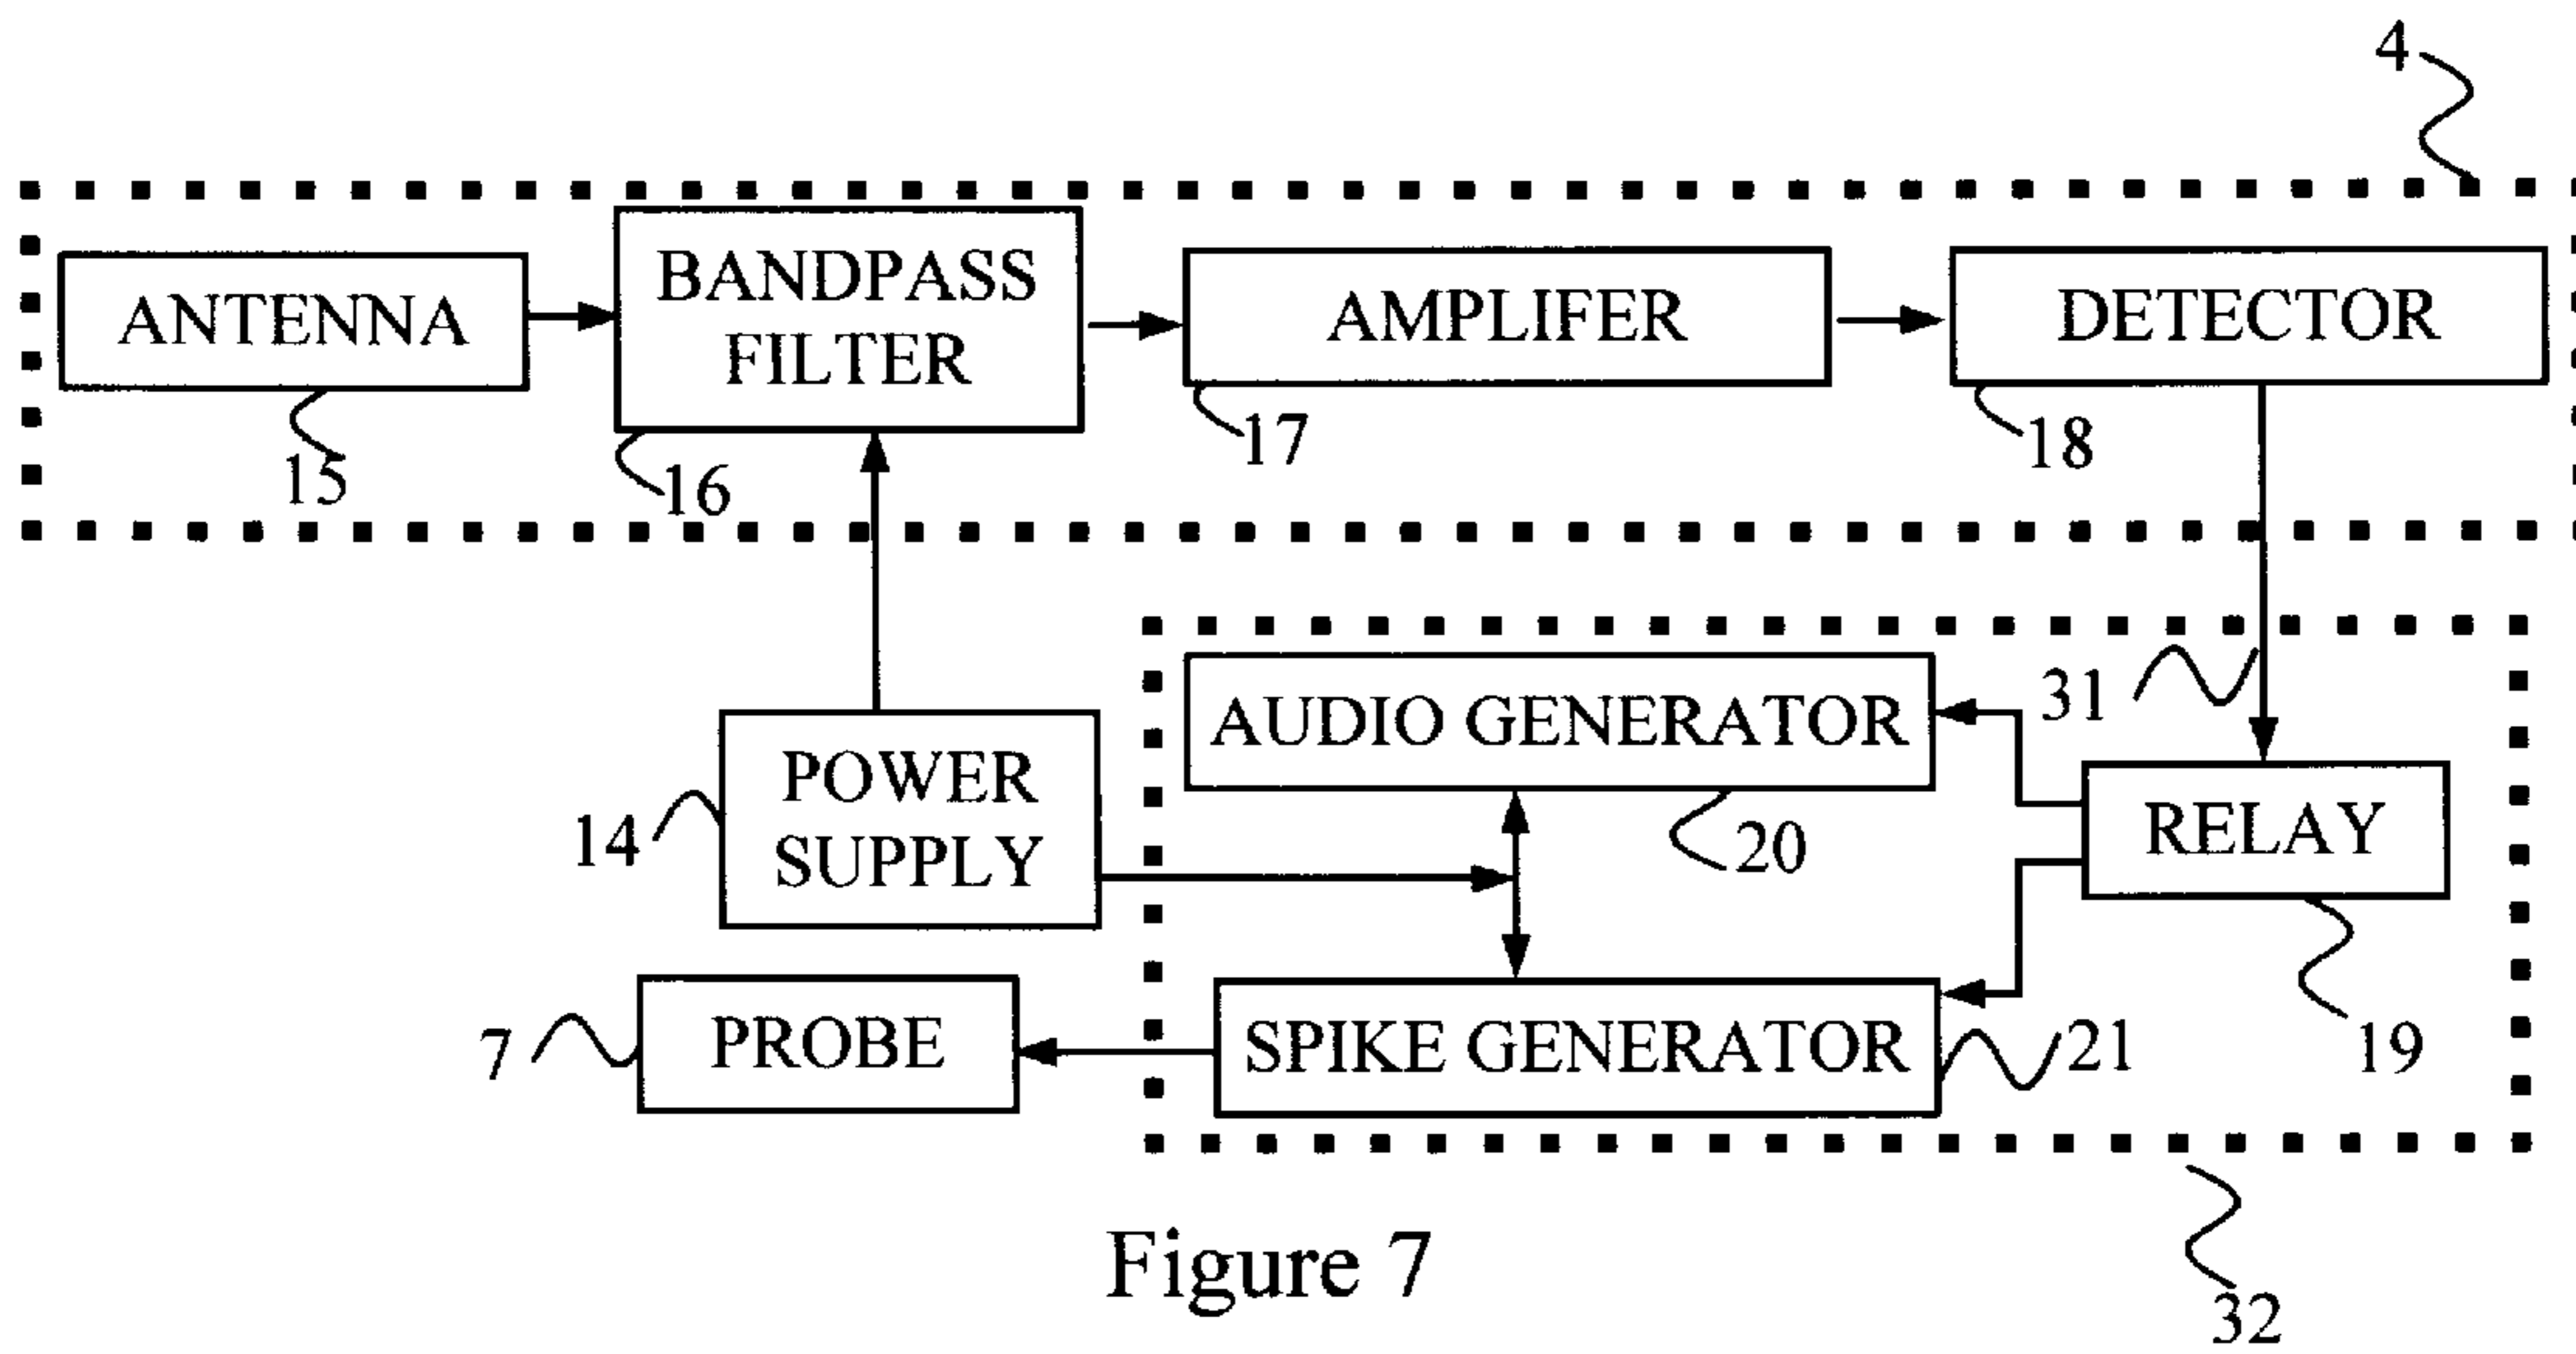 4
ANTENNA
BANDPASS
FILTER
AMPLIFER
DETECTOR
15
16
17
18
31
POWER
SUPPLY
14
AUDIO GENERATOR
20
RELAY
19
PROBE
7
SPIKE GENERATOR
21
32
Figure 7